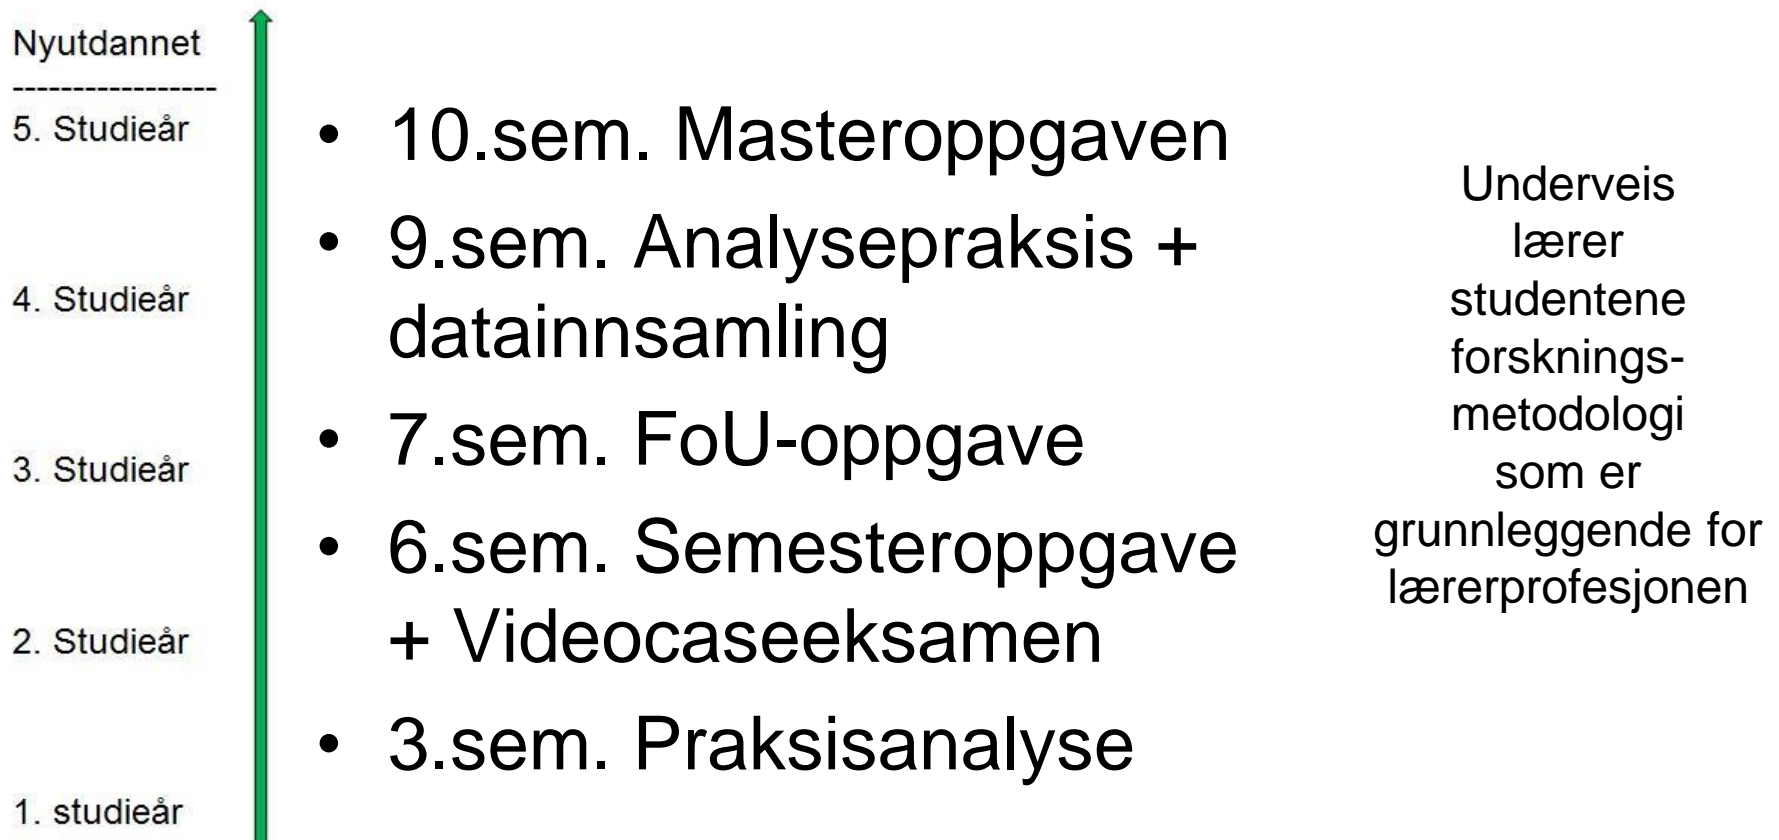 Nyutdannet
-----------------
5. Studieår
4. Studieår
3. Studieår
2. Studieår
1. studieår
• 10.sem. Masteroppgaven
• 9.sem. Analysepraksis +
datainnsamling
• 7.sem. FoU-oppgave
• 6.sem. Semesteroppgave
+ Videocaseeksamen
• 3.sem. Praksisanalyse
Underveis
lærer
studentene
forsknings-
metodologi
som er
grunnleggende for
lærerprofesjonen